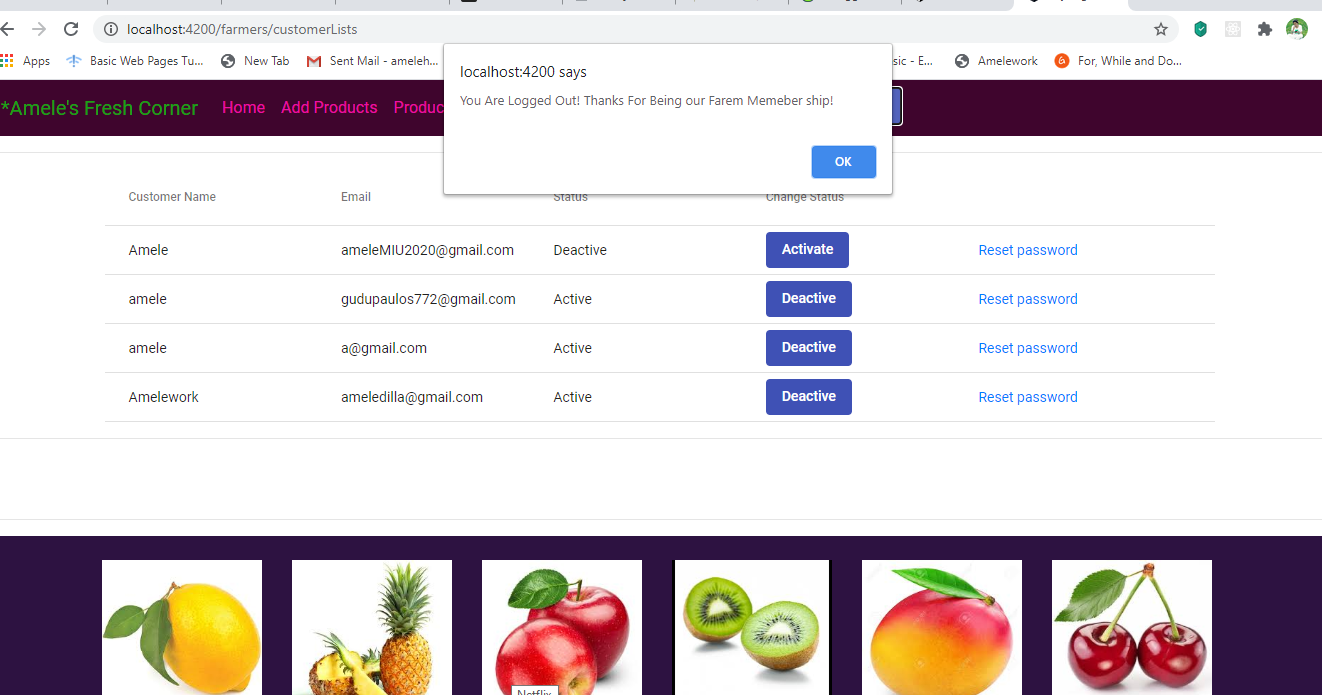 localhost:4200/farmers/customerLists
Apps Basic Web Pages Tu... New Tab Sent Mail - ameleh... sic - E... Amelework For, While and Do...
localhost:4200 says
You Are Logged Out! Thanks For Being our Farem Memeber ship!
OK
*Amele's Fresh Corner Home Add Products Produc
Customer Name Email Status Change Status
Amele ameleMIU2020@gmail.com Deactive Activate Reset password
amele gudupaulos772@gmail.com Active Deactive Reset password
amele a@gmail.com Active Deactive Reset password
Amelework ameledilla@gmail.com Active Deactive Reset password
Netflix